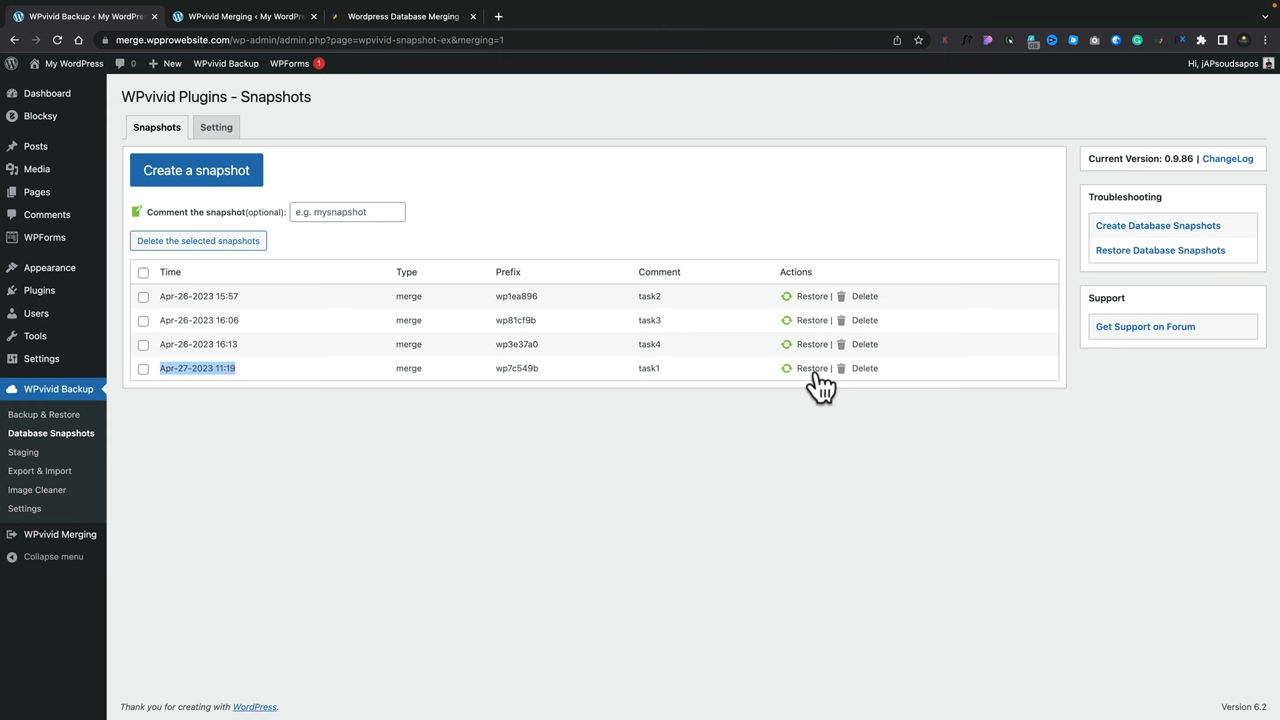 WPvivid Backup ‹ My WordPre
WPvivid Merging ‹ My WordPre
Wordpress Database Merging -
merge.wpprowebsite.com/wp-admin/admin.php?page=wpvivid-snapshot-ex&merging=1
My WordPress 0 New WPvivid Backup WPForms 1 Hi, jAPsoudsapos
Dashboard
Blocksy
Posts
Media
Pages
Comments
WPForms
Appearance
Plugins
Users
Tools
Settings
WPvivid Backup
Backup & Restore
Database Snapshots
Staging
Export & Import
Image Cleaner
Settings
WPvivid Merging
Collapse menu
WPvivid Plugins - Snapshots
Snapshots Setting
Create a snapshot
Comment the snapshot(optional): e.g. mysnapshot
Delete the selected snapshots
Time Type Prefix Comment Actions
Apr-26-2023 15:57 merge wp1ea896 task2 Restore | Delete
Apr-26-2023 16:06 merge wp81cf9b task3 Restore | Delete
Apr-26-2023 16:13 merge wp3e37a0 task4 Restore | Delete
Apr-27-2023 11:19 merge wp7c549b task1 Restore | Delete
Current Version: 0.9.86 | ChangeLog
Troubleshooting
Create Database Snapshots
Restore Database Snapshots
Support
Get Support on Forum
Thank you for creating with WordPress.
Version 6.2